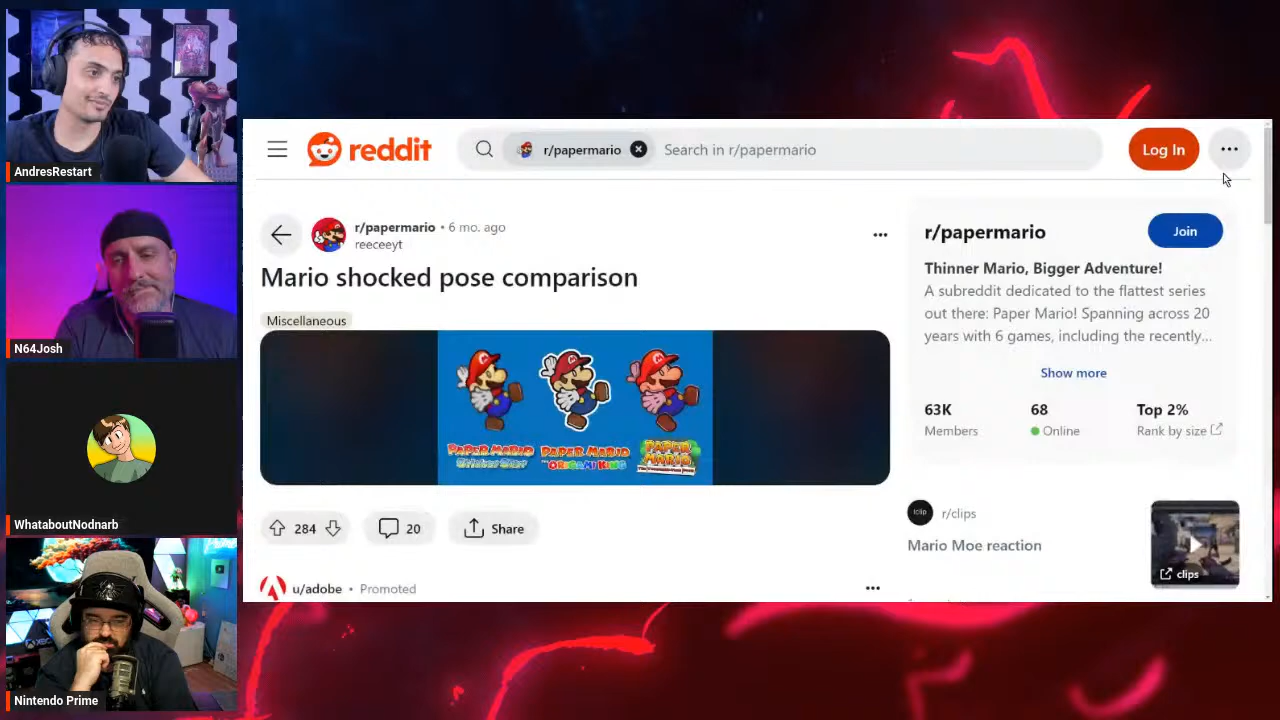 AndresRestart
N64Josh
WhataboutNodnarb
Nintendo Prime
reddit
r/papermario
Search in r/papermario
Log In
r/papermario • 6 mo. ago
reeceeyt
Mario shocked pose comparison
Miscellaneous
PAPER MARIO
Sticker Star
PAPER MARIO
THE ORIGAMI KING
PAPER MARIO
284
20
Share
u/adobe • Promoted
r/papermario
Join
Thinner Mario, Bigger Adventure!
A subreddit dedicated to the flattest series
out there: Paper Mario! Spanning across 20
years with 6 games, including the recently...
Show more
63K
Members
68
Online
Top 2%
Rank by size
r/clips
Mario Moe reaction
clips